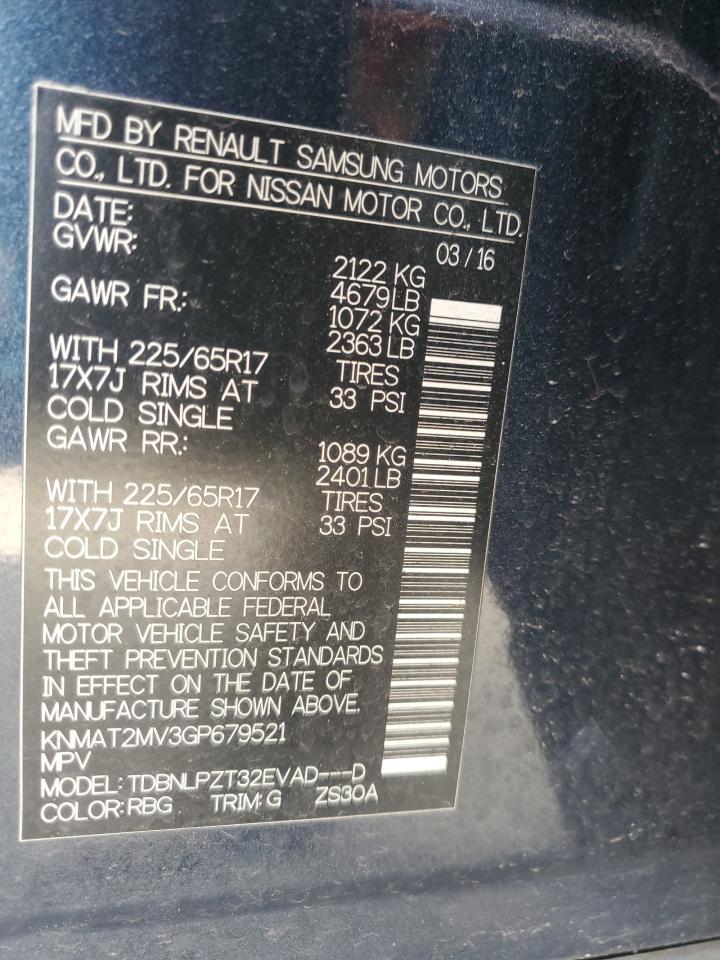 MFD BY RENAULT SAMSUNG MOTORS
CO., LTD. FOR NISSAN MOTOR CO., LTD.
DATE: 03 / 16
GVWR: 2122 KG
4679 LB
GAWR FR.: 1072 KG
2363 LB
WITH 225/65R17 TIRES
17X7J RIMS AT 33 PSI
COLD SINGLE
GAWR RR.: 1089 KG
2401 LB
WITH 225/65R17 TIRES
17X7J RIMS AT 33 PSI
COLD SINGLE
THIS VEHICLE CONFORMS TO
ALL APPLICABLE FEDERAL
MOTOR VEHICLE SAFETY AND
THEFT PREVENTION STANDARDS
IN EFFECT ON THE DATE OF
MANUFACTURE SHOWN ABOVE.
KNMAT2MV3GP679521
MPV
MODEL: TDBNLPZT32EVAD---D
COLOR: RBG TRIM: G ZS30A